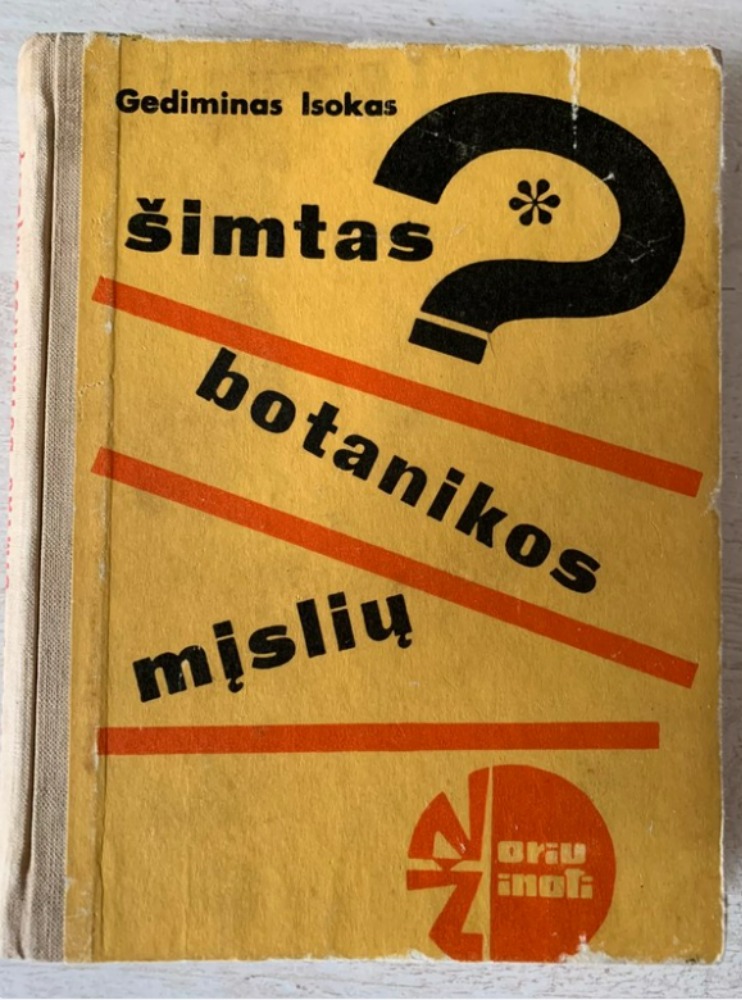 Gediminas Isokas
šimtas
?
*
botanikos
mįslių
Noriu
Žinoti